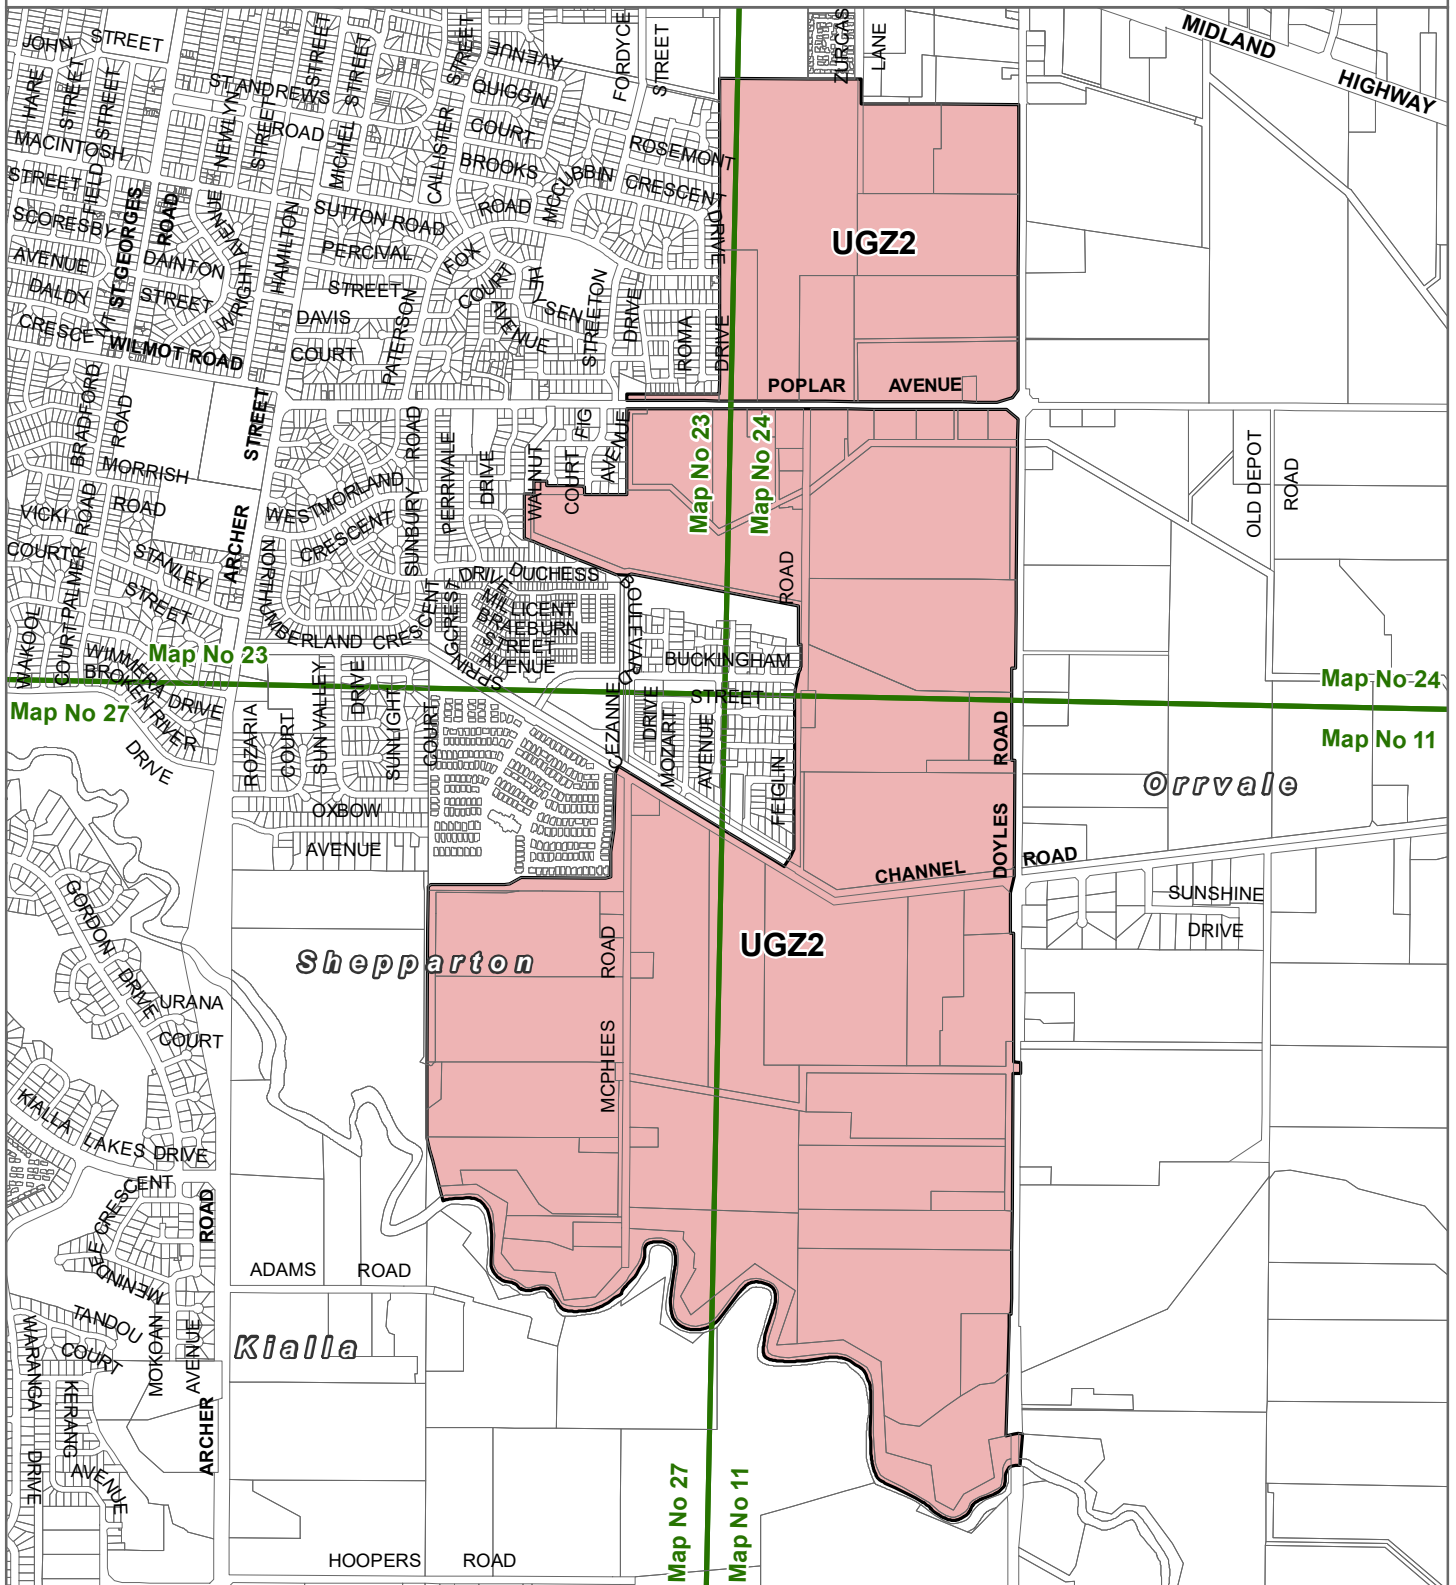 JOHN
STREET
HARE
STREET
STREET
ST ANDREWS
ROAD
STREET
STREET
STREET
AVENUE
FORDYCE
STREET
ZURCAS
LANE
MIDLAND
HIGHWAY
MACINTOSH
STREET
FIELD
NEWLYN
STREET
MICHEL
CALLISTER
QUIGGIN
COURT
BROOKS
ROAD
MCCUBBIN
ROSEMONT
CRESCENT
DRIVE
SCORESBY
AVENUE
ST GEORGES
ROAD
AVENUE
HAMILTON
SUTTON ROAD
PERCIVAL
STREET
FOX
COURT
DALDY
DAINTON
STREET
WRIGHT
DAVIS
COURT
PATERSON
HEYSEN
AVENUE
STREETON
DRIVE
ROMA
DRIVE
UGZ2
WILMOT ROAD
POPLAR
AVENUE
BRADFORD
ROAD
STREET
ARCHER
SUNBURY
ROAD
PERRIVALE
DRIVE
WALNUT
COURT
FIG
AVENUE
Map No 23
Map No 24
OLD DEPOT
ROAD
MORRISH
ROAD
VICKI
COURT
PALMER
ROAD
STANLEY
STREET
WESTMORLAND
CRESCENT
DRIVE
DUCHESS
BOULEVARD
ROAD
MILLICENT
BRAEBURN
STREET
AVENUE
SPRINGCREST
CRESCENT
WAKOOL
COURT
Map No 23
WIMMERA DRIVE
BROKEN RIVER
DRIVE
BUCKINGHAM
STREET
Map No 24
Map No 27
Map No 11
ROZARIA
COURT
SUNVALLEY
DRIVE
SUNLIGHT
COURT
CEZANNE
DRIVE
MOZART
AVENUE
FEIGLIN
ROAD
DOYLES
Orrvale
OXBOW
AVENUE
CHANNEL
ROAD
SUNSHINE
DRIVE
GORDON
DRIVE
Shepparton
UGZ2
ROAD
MCPHEES
URANA
COURT
KIALLA
LAKES DRIVE
CRESCENT
MENINDEE
ROAD
ARCHER
ADAMS
ROAD
TANDOU
COURT
MOKOAN
AVENUE
Kialla
WARANGA
DRIVE
KERANG
AVENUE
Map No 27
Map No 11
HOOPERS
ROAD